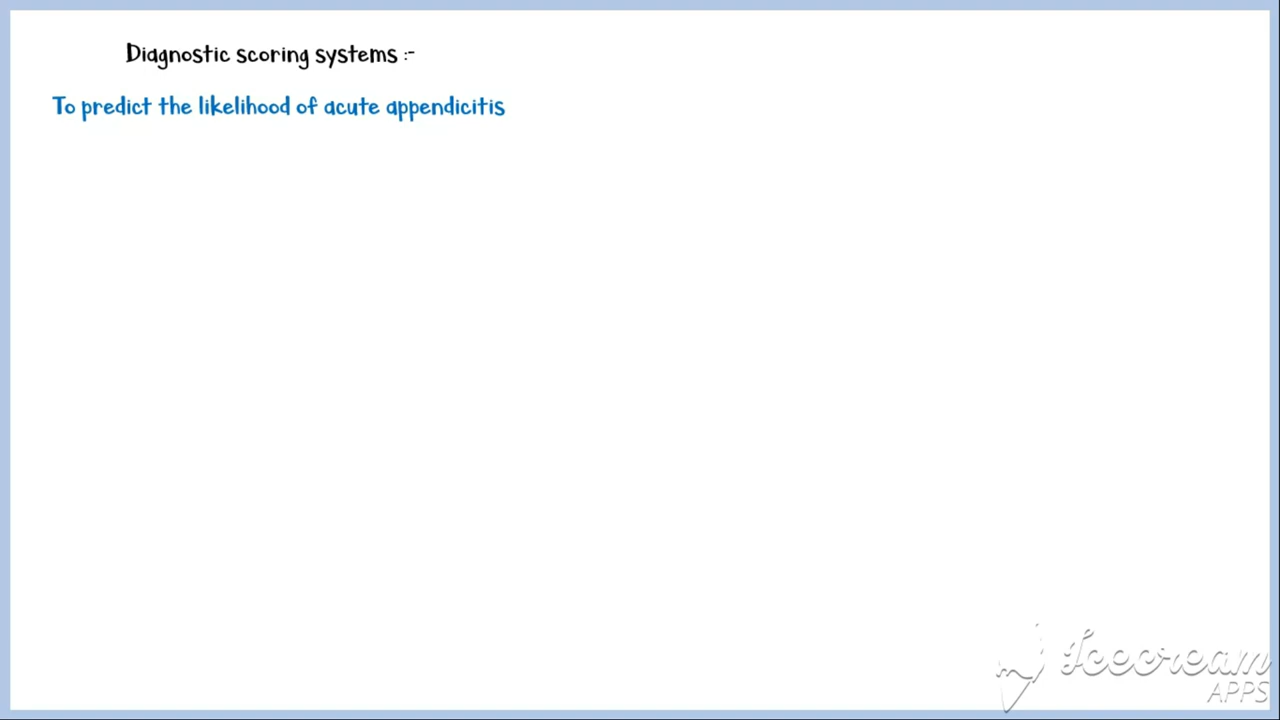 Diagnostic scoring systems :-
To predict the likelihood of acute appendicitis
Icecream
APPS